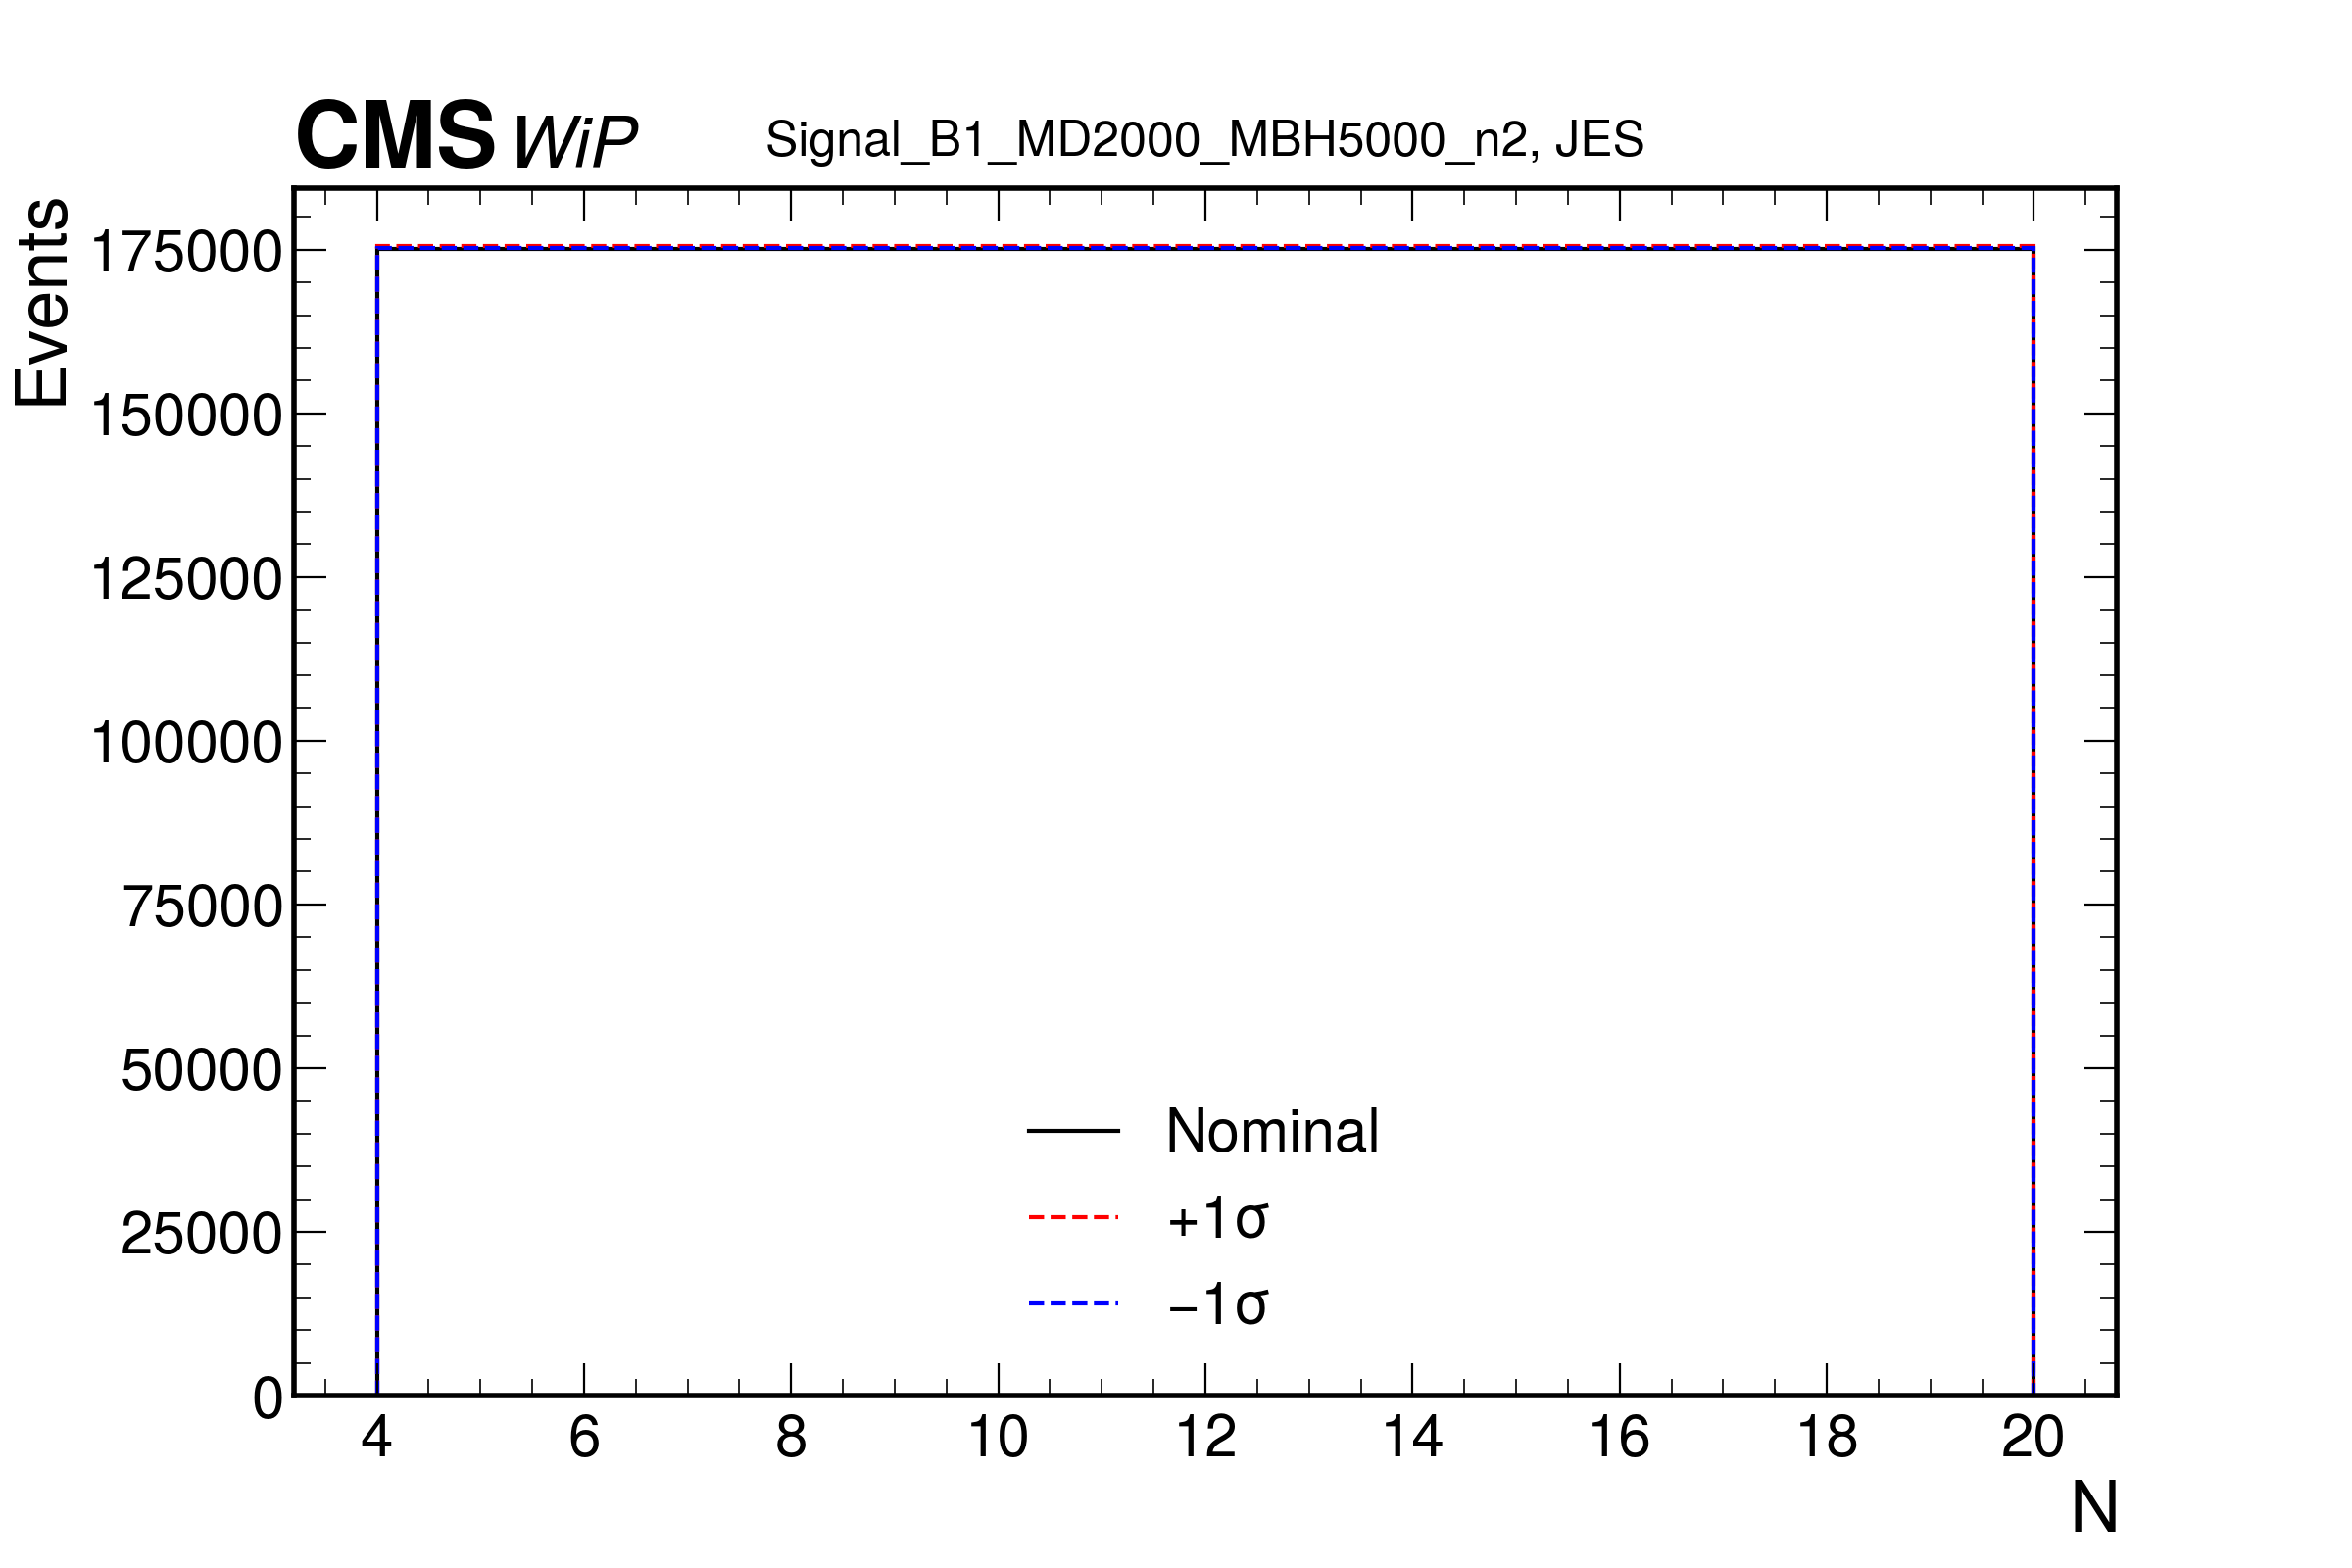 CMS WiP Signal_B1_MD2000_MBH5000_n2, JES
Events
175000
150000
125000
100000
75000
50000
25000
0
Nominal
+1σ
−1σ
4 6 8 10 12 14 16 18 20
N